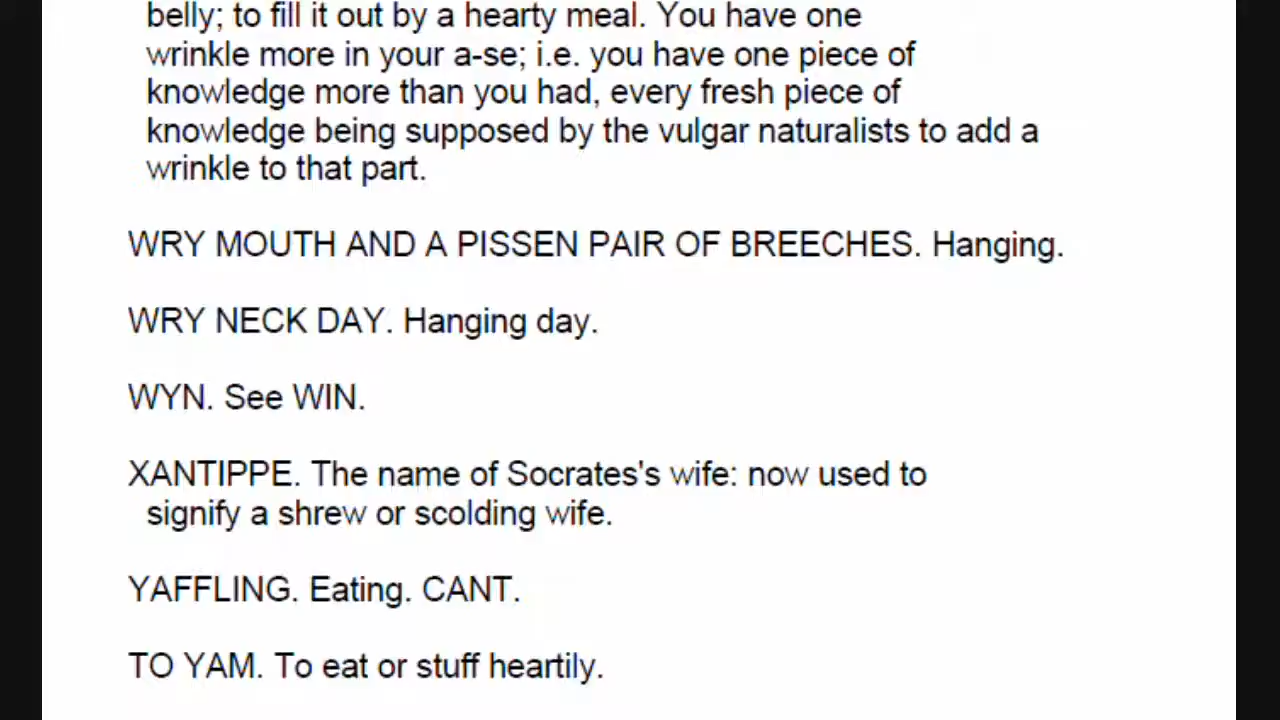 belly; to fill it out by a hearty meal. You have one
wrinkle more in your a-se; i.e. you have one piece of
knowledge more than you had, every fresh piece of
knowledge being supposed by the vulgar naturalists to add a
wrinkle to that part.
WRY MOUTH AND A PISSEN PAIR OF BREECHES. Hanging.
WRY NECK DAY. Hanging day.
WYN. See WIN.
XANTIPPE. The name of Socrates's wife: now used to
signify a shrew or scolding wife.
YAFFLING. Eating. CANT.
TO YAM. To eat or stuff heartily.